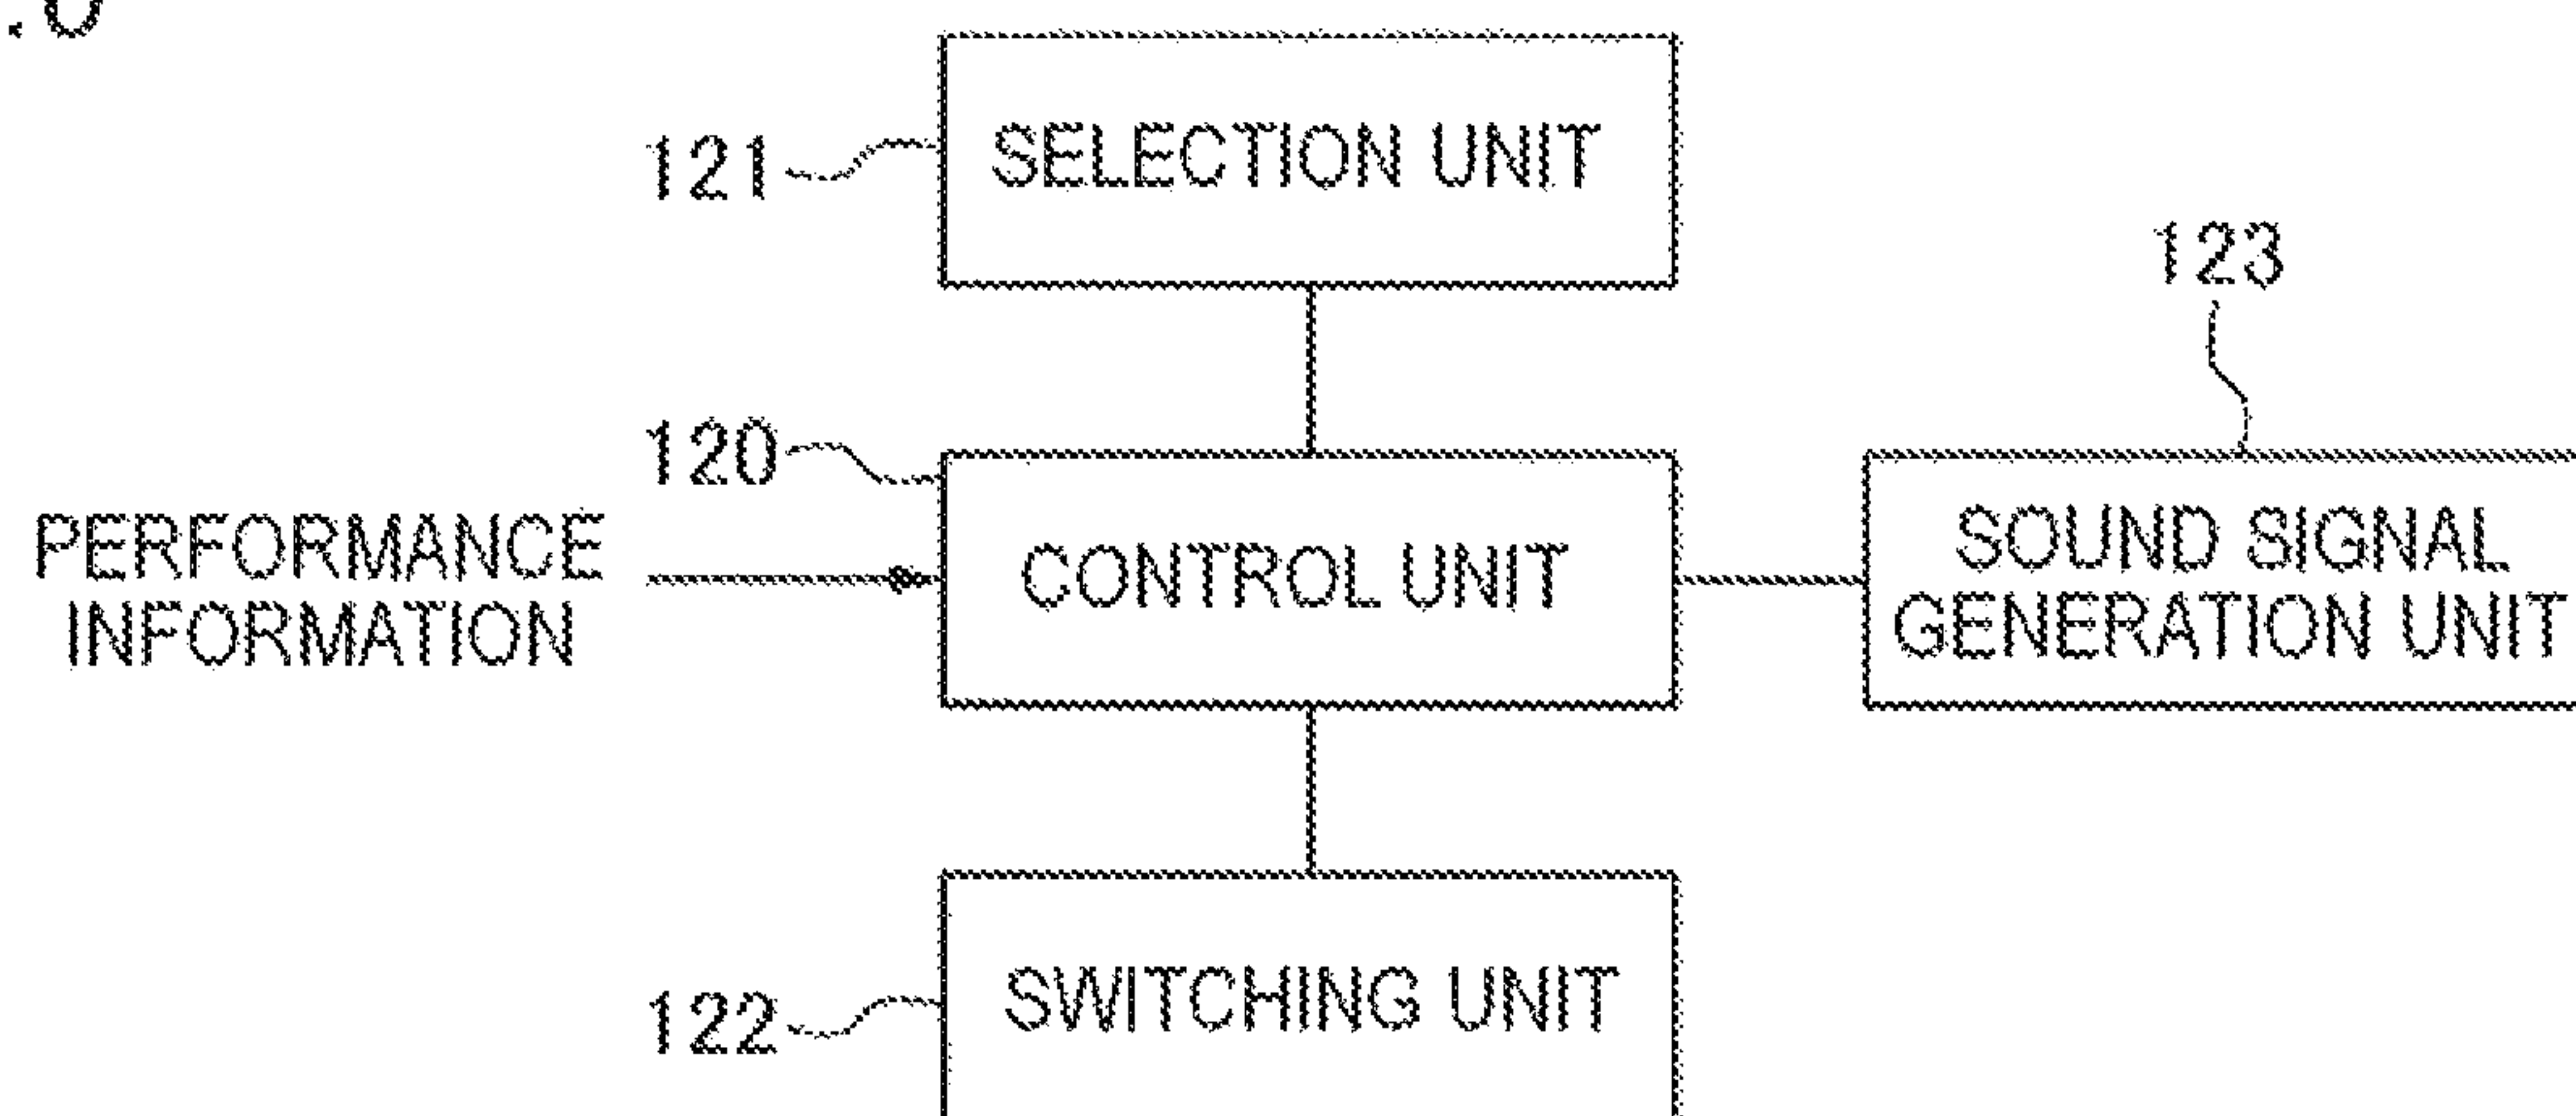 121
SELECTION UNIT
123
120
PERFORMANCE
INFORMATION
CONTROL UNIT
SOUND SIGNAL
GENERATION UNIT
122
SWITCHING UNIT